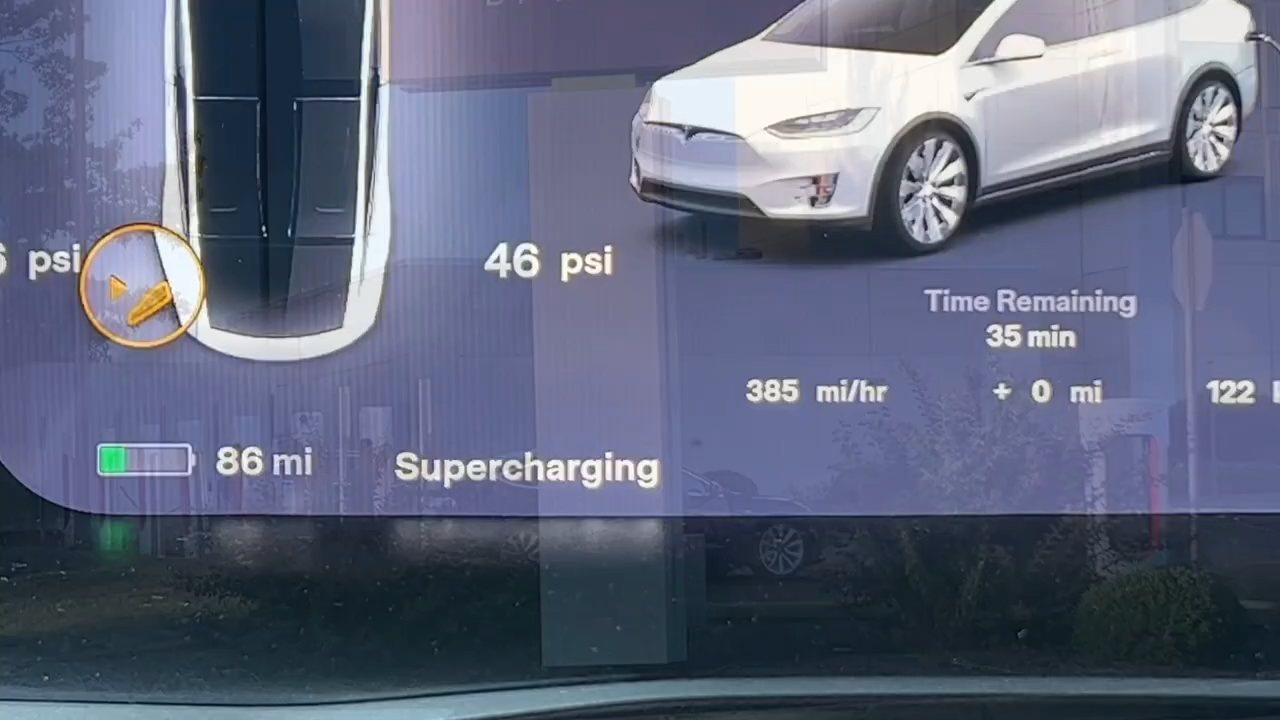 psi
46 psi
Time Remaining
35 min
385 mi/hr + 0 mi 122
86 mi
Supercharging